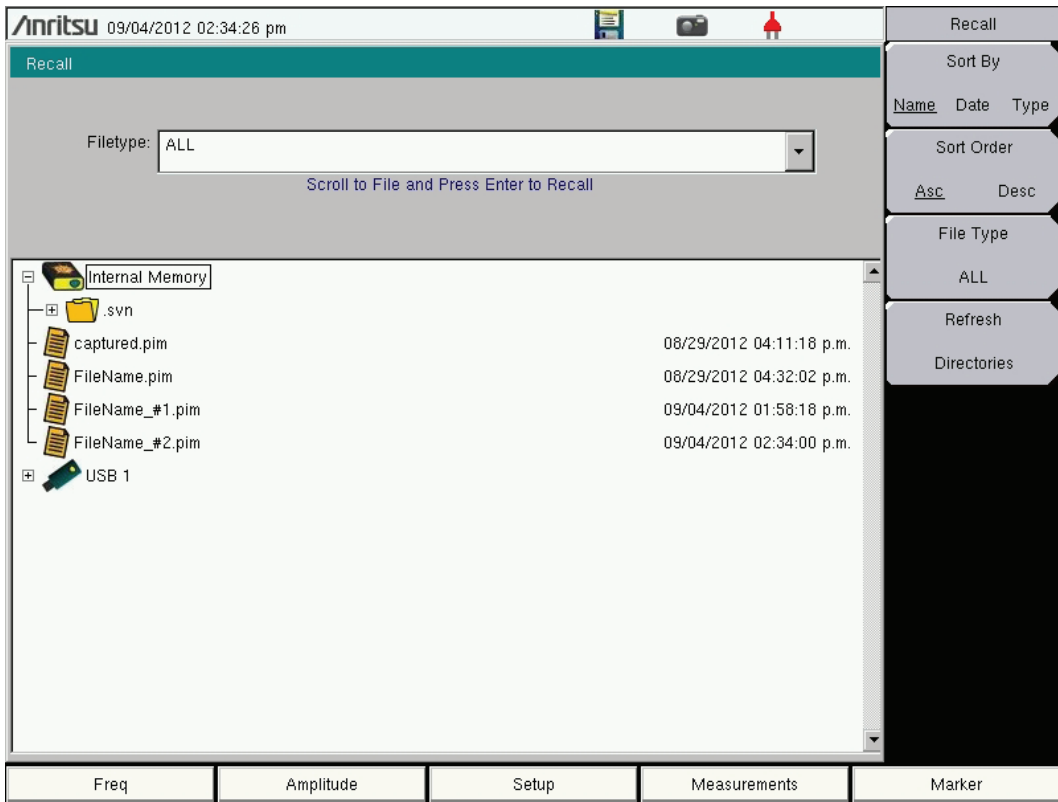 Anritsu 09/04/2012 02:34:26 pm
Recall
Filetype: ALL
Scroll to File and Press Enter to Recall
Internal Memory
.svn
captured.pim 08/29/2012 04:11:18 p.m.
FileName.pim 08/29/2012 04:32:02 p.m.
FileName_#1.pim 09/04/2012 01:58:18 p.m.
FileName_#2.pim 09/04/2012 02:34:00 p.m.
USB 1
Recall
Sort By
Name Date Type
Sort Order
Asc Desc
File Type
ALL
Refresh
Directories
Freq Amplitude Setup Measurements Marker